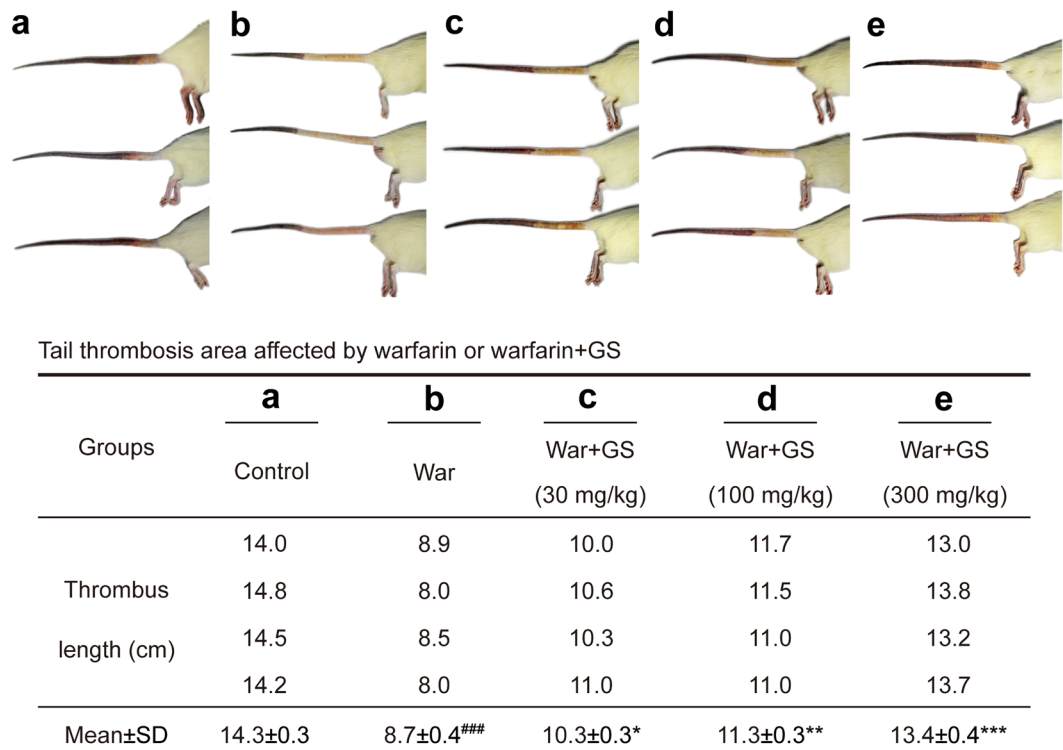 a b c d e
Tail thrombosis area affected by warfarin or warfarin+GS
a b c d e
Groups Control War War+GS War+GS War+GS
(30 mg/kg) (100 mg/kg) (300 mg/kg)
14.0 8.9 10.0 11.7 13.0
Thrombus 14.8 8.0 10.6 11.5 13.8
length (cm) 14.5 8.5 10.3 11.0 13.2
14.2 8.0 11.0 11.0 13.7
Mean±SD 14.3±0.3 8.7±0.4### 10.3±0.3* 11.3±0.3** 13.4±0.4***